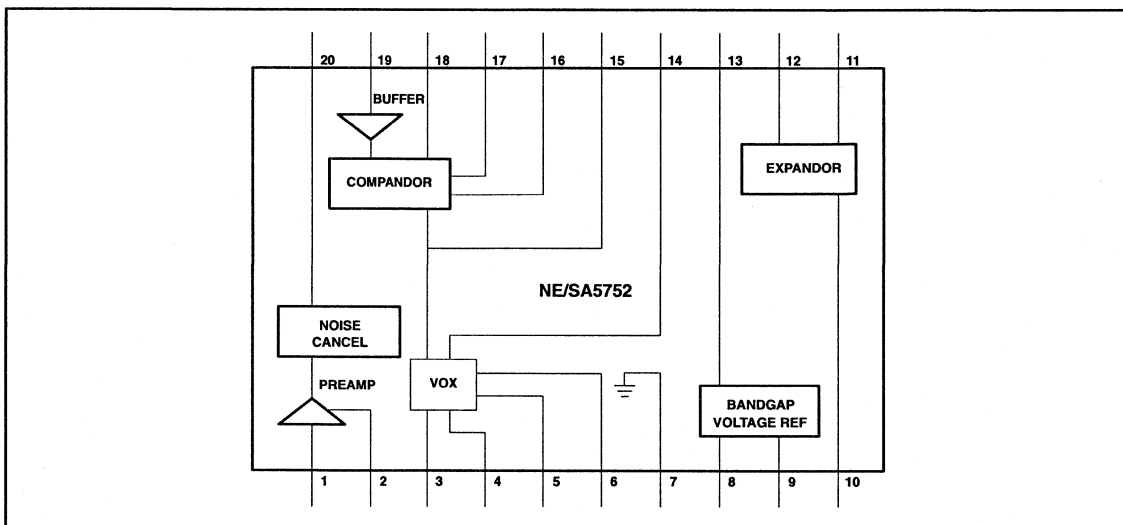 20 19 18 17 16 15 14 13 12 11
BUFFER
COMPANDOR
EXPANDOR
NE/SA5752
NOISE
CANCEL
PREAMP
VOX
BANDGAP
VOLTAGE REF
1 2 3 4 5 6 7 8 9 10